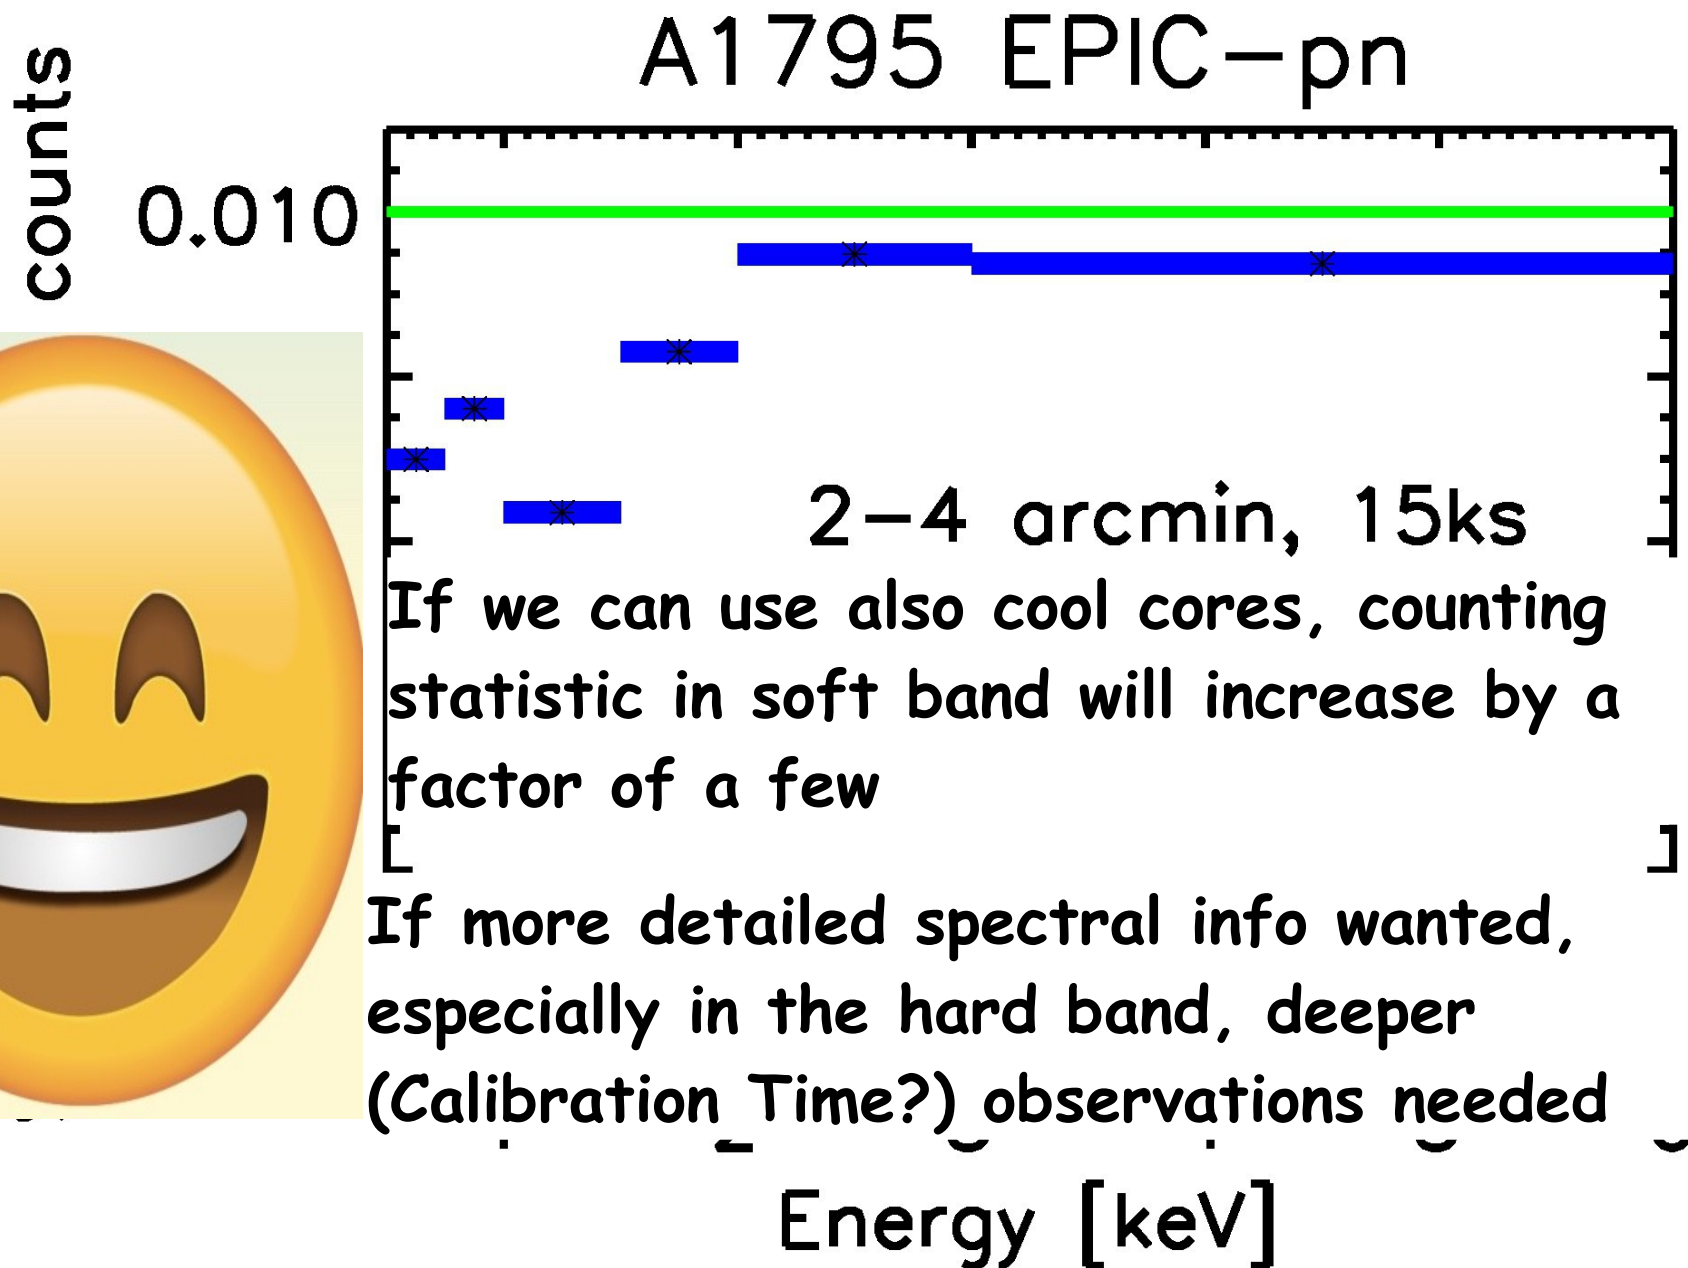 A1795 EPIC-pn
counts
0.010
2-4 arcmin, 15ks
If we can use also cool cores, counting
statistic in soft band will increase by a
factor of a few
If more detailed spectral info wanted,
especially in the hard band, deeper
(Calibration Time?) observations needed
Energy [keV]